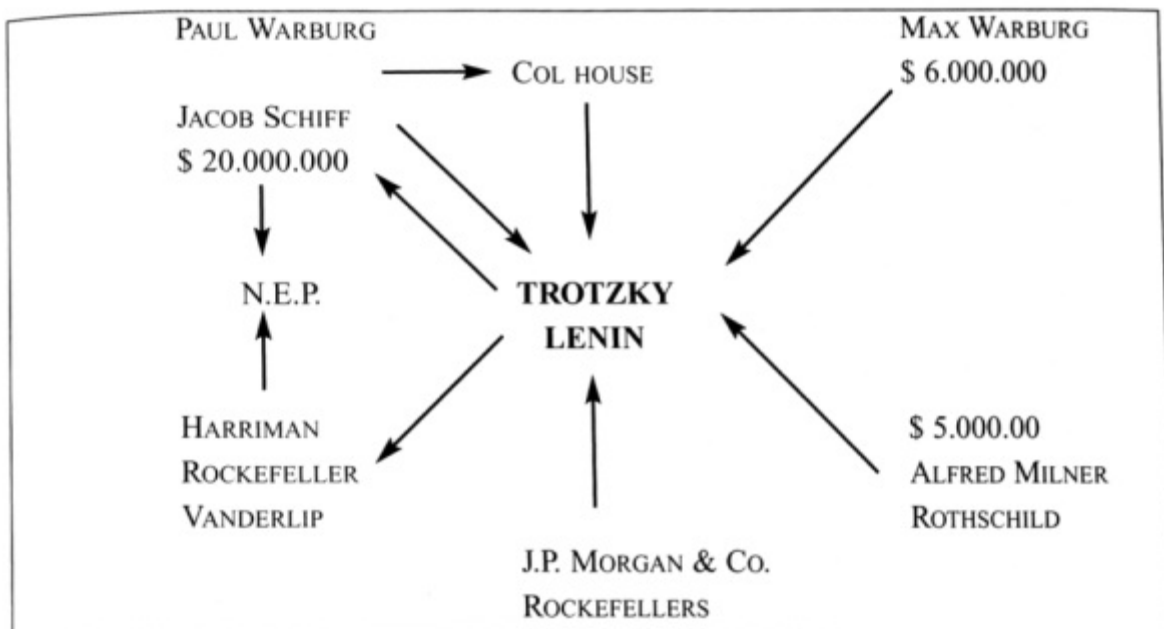 PAUL WARBURG
COL HOUSE
MAX WARBURG
$ 6.000.000
JACOB SCHIFF
$ 20.000.000
N.E.P.
TROTZKY
LENIN
HARRIMAN
ROCKEFELLER
VANDERLIP
$ 5.000.00
ALFRED MILNER
ROTHSCHILD
J.P. MORGAN & CO.
ROCKEFELLERS